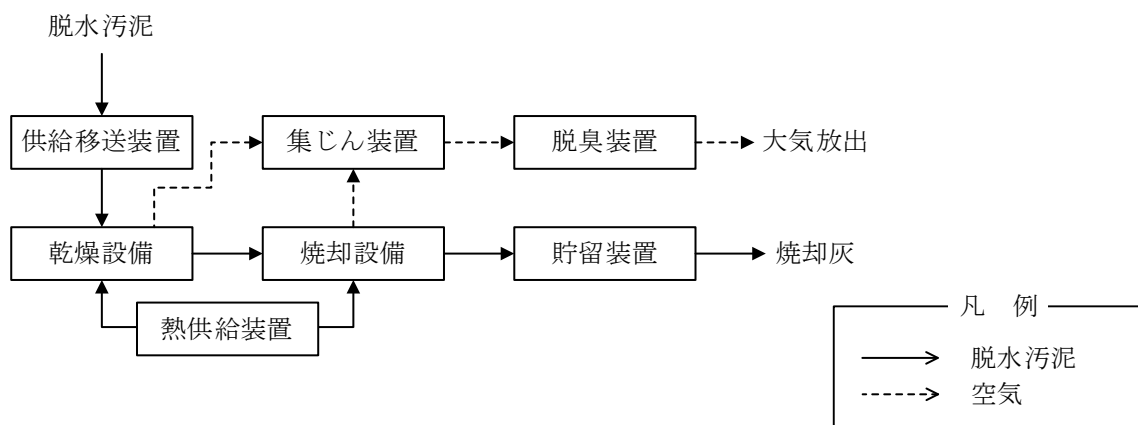 脱水汚泥
供給移送装置
集じん装置
脱臭装置
大気放出
乾燥設備
焼却設備
貯留装置
焼却灰
熱供給装置
凡 例
脱水汚泥
空気